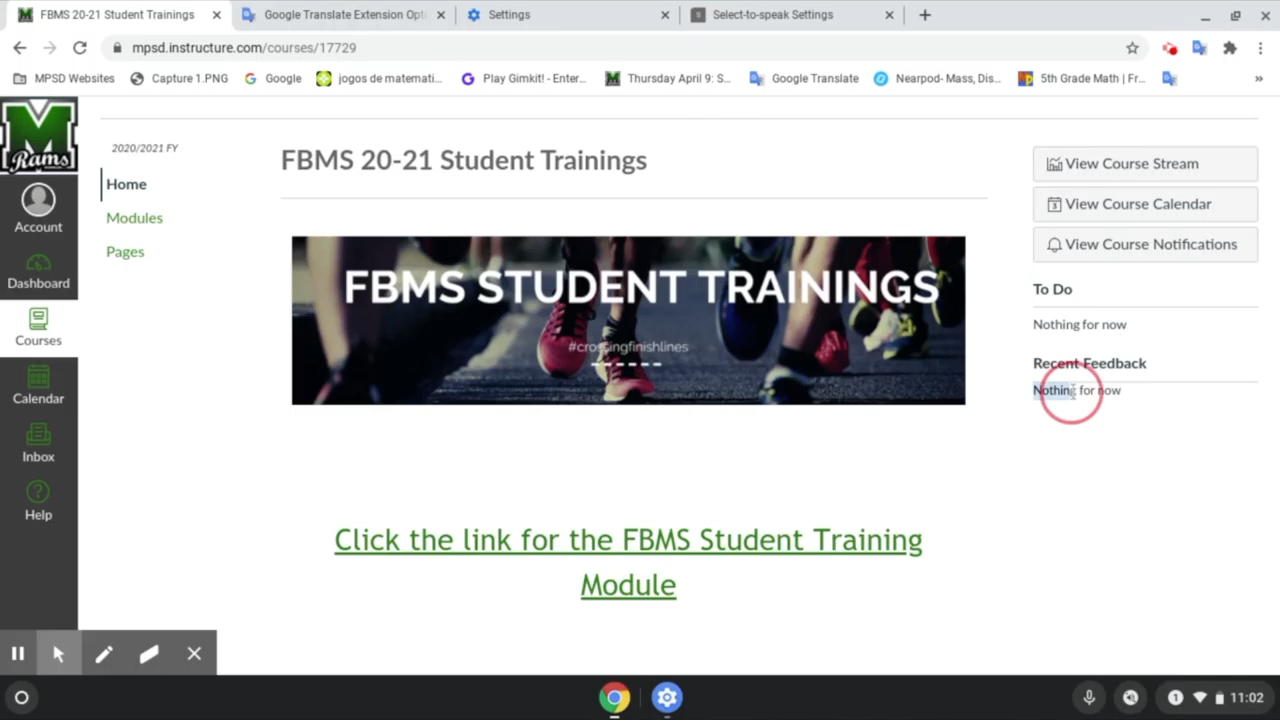 FBMS 20-21 Student Trainings
Google Translate Extension Opti
Settings
Select-to-speak Settings
mpsd.instructure.com/courses/17729
MPSD Websites
Capture 1.PNG
Google
jogos de matemati...
Play Gimkit! - Enter...
Thursday April 9: S...
Google Translate
Nearpod- Mass, Dis...
5th Grade Math | Fr...
»
M
Rams
Account
Dashboard
Courses
Calendar
Inbox
Help
2020/2021 FY
Home
Modules
Pages
FBMS 20-21 Student Trainings
FBMS STUDENT TRAININGS
#crossingfinishlines
Click the link for the FBMS Student Training
Module
View Course Stream
View Course Calendar
View Course Notifications
To Do
Nothing for now
Recent Feedback
Nothing for now
1
11:02